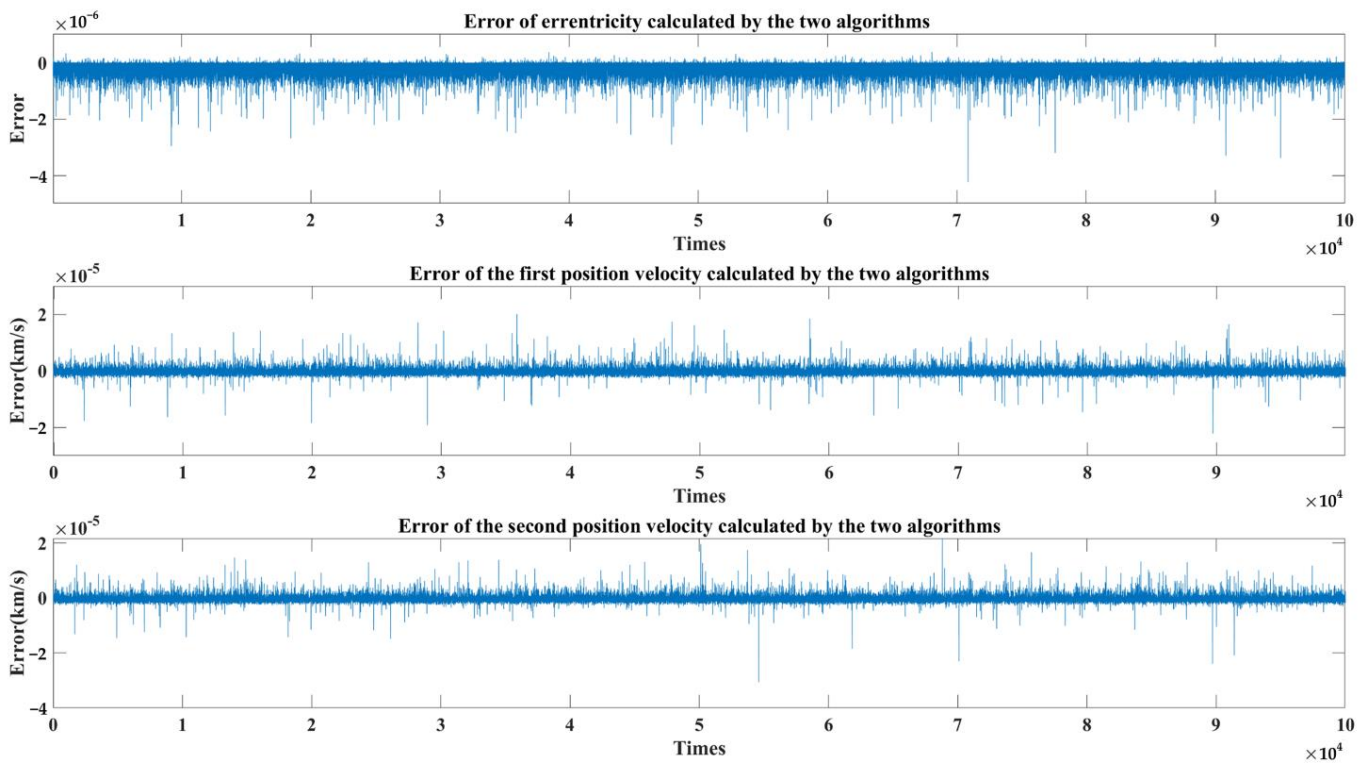 ×10⁻⁶
Error of errentricity calculated by the two algorithms
0
−2
−4
Error
1 2 3 4 5 6 7 8 9 10
Times
×10⁴
×10⁻⁵
Error of the first position velocity calculated by the two algorithms
2
0
−2
Error(km/s)
0 1 2 3 4 5 6 7 8 9
Times
×10⁴
×10⁻⁵
Error of the second position velocity calculated by the two algorithms
2
0
−2
−4
Error(km/s)
0 1 2 3 4 5 6 7 8 9 10
Times
×10⁴